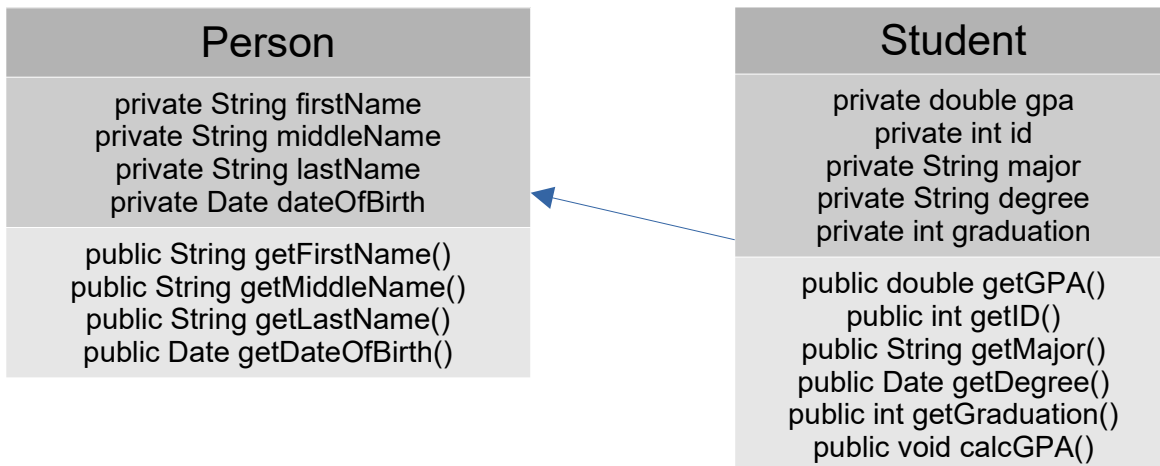 Person
private String firstName
private String middleName
private String lastName
private Date dateOfBirth
public String getFirstName()
public String getMiddleName()
public String getLastName()
public Date getDateOfBirth()
Student
private double gpa
private int id
private String major
private String degree
private int graduation
public double getGPA()
public int getID()
public String getMajor()
public Date getDegree()
public int getGraduation()
public void calcGPA()